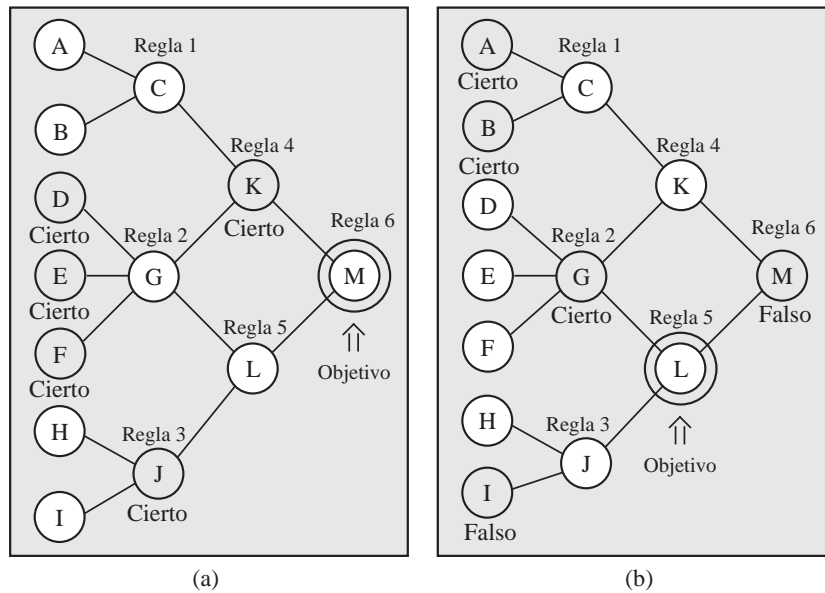 A
Regla 1
C
B
Regla 4
K
Cierto
D
Cierto
Regla 2
E
G
Cierto
Regla 6
M
F
Cierto
Regla 5
L
Objetivo
H
Regla 3
J
Cierto
I
(a)
A
Cierto
Regla 1
C
B
Cierto
Regla 4
K
D
Regla 2
E
G
Cierto
Regla 6
M
Falso
F
Regla 5
L
Objetivo
H
Regla 3
J
I
Falso
(b)